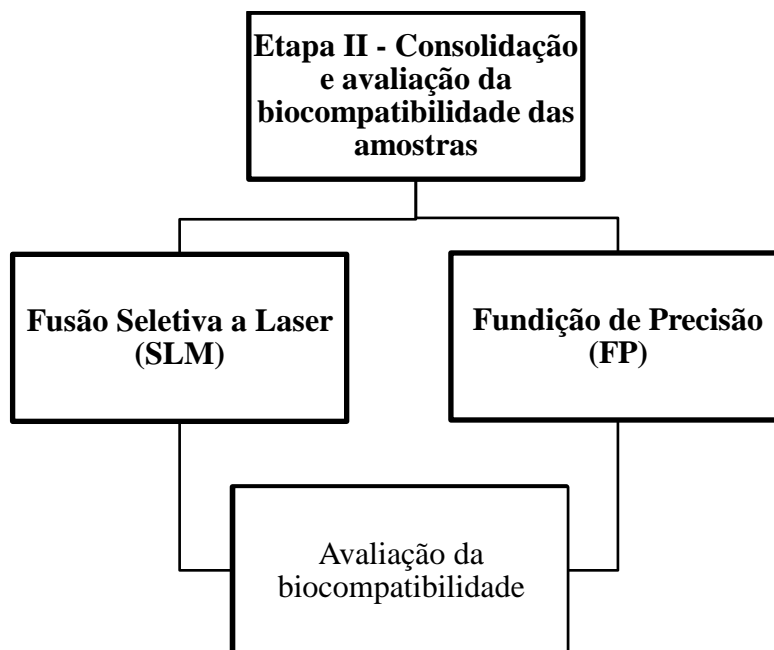 Etapa II - Consolidação
e avaliação da
biocompatibilidade das
amostras
Fusão Seletiva a Laser
(SLM)
Fundição de Precisão
(FP)
Avaliação da
biocompatibilidade